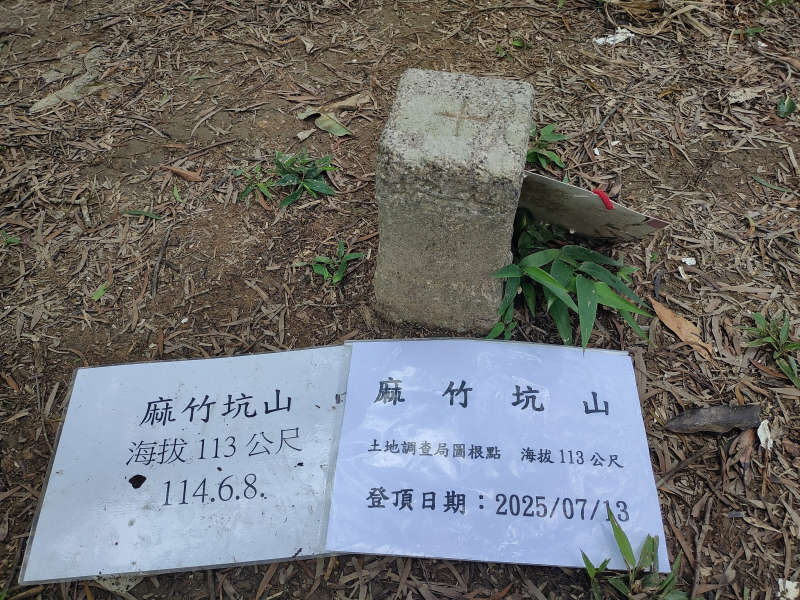 麻竹坑山
海拔 113 公尺
114.6.8.
麻竹坑山
土地調查局圖根點 海拔 113 公尺
登頂日期：2025/07/13